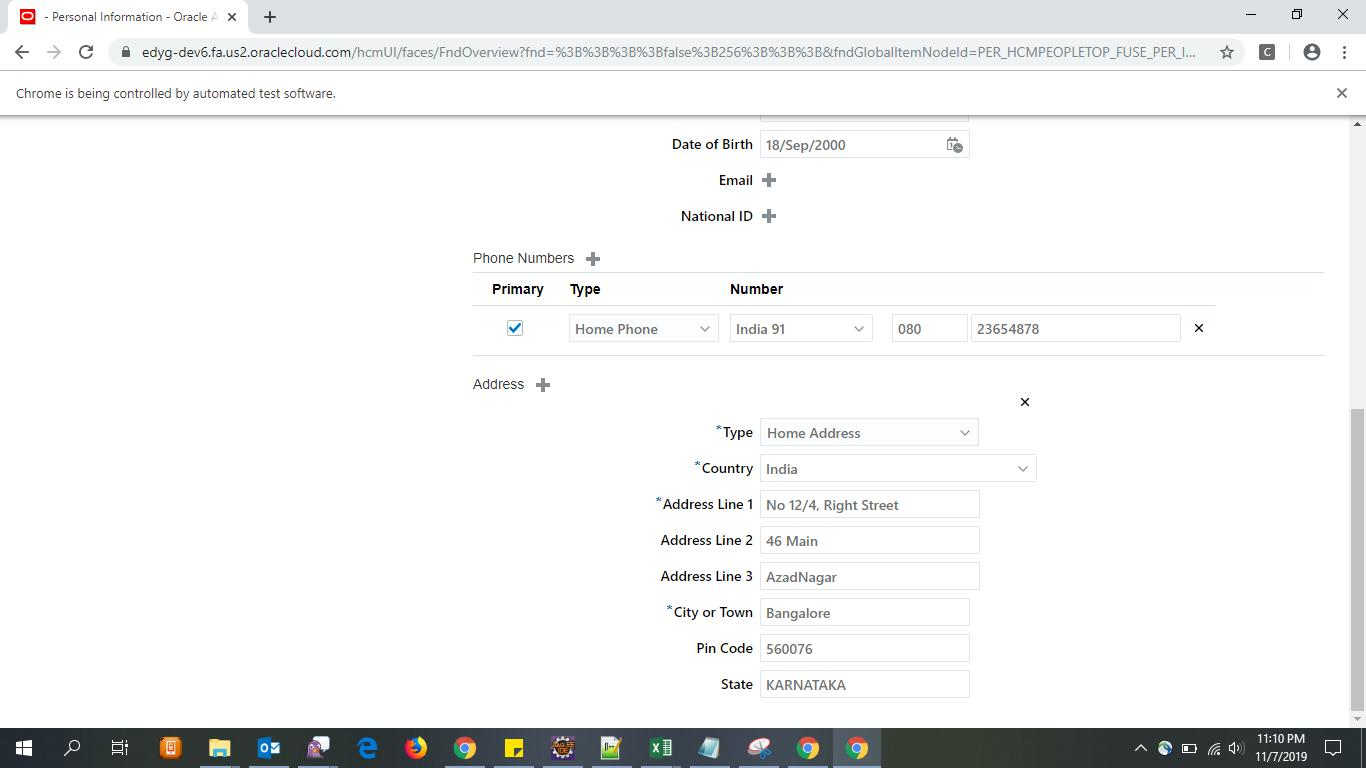 - Personal Information - Oracle A
edyg-dev6.fa.us2.oraclecloud.com/hcmUI/faces/FndOverview?fnd=%3B%3B%3B%3Bfalse%3B256%3B%3B%3B&fndGlobalItemNodeId=PER_HCMPEOPLETOP_FUSE_PER_I...
Chrome is being controlled by automated test software.
Date of Birth 18/Sep/2000
Email
National ID
Phone Numbers
Primary Type Number
Home Phone India 91 080 23654878
Address
*Type Home Address
*Country India
*Address Line 1 No 12/4, Right Street
Address Line 2 46 Main
Address Line 3 AzadNagar
*City or Town Bangalore
Pin Code 560076
State KARNATAKA
11:10 PM
11/7/2019